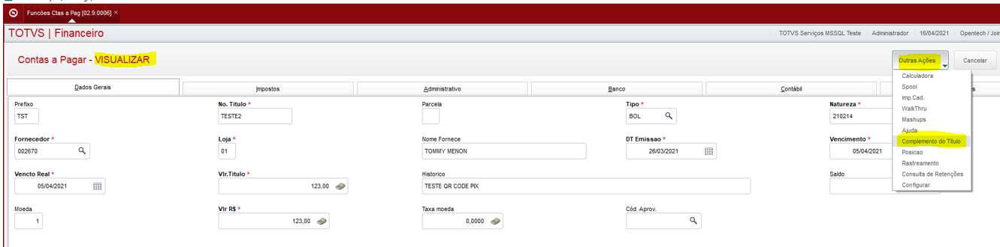 Funcões Ctas a Pag [02.9.0006] ×
TOTVS | Financeiro
TOTVS Serviços MSSQL Teste Administrador 16/04/2021 Opentech / Join
Contas a Pagar - VISUALIZAR
Outras Ações
Cancelar
Dados Gerais
Impostos
Administrativo
Banco
Contábil
s
Calculadora
Spool
Imp.Cad.
WalkThru
Mashups
Ajuda
Complemento do Título
Posicao
Rastreamento
Consulta de Retenções
Configurar
Prefixo
No. Titulo *
Parcela
Tipo *
Natureza *
TST
TESTE2
BOL
210214
Fornecedor *
Loja *
Nome Fornece
DT Emissao *
Vencimento *
002670
01
TOMMY MENON
26/03/2021
05/04/2021
Vencto Real *
Vlr.Titulo *
Historico
Saldo
05/04/2021
123,00
TESTE QR CODE PIX
Moeda
Vlr R$ *
Taxa moeda
Cód. Aprov.
1
123,00
0,0000